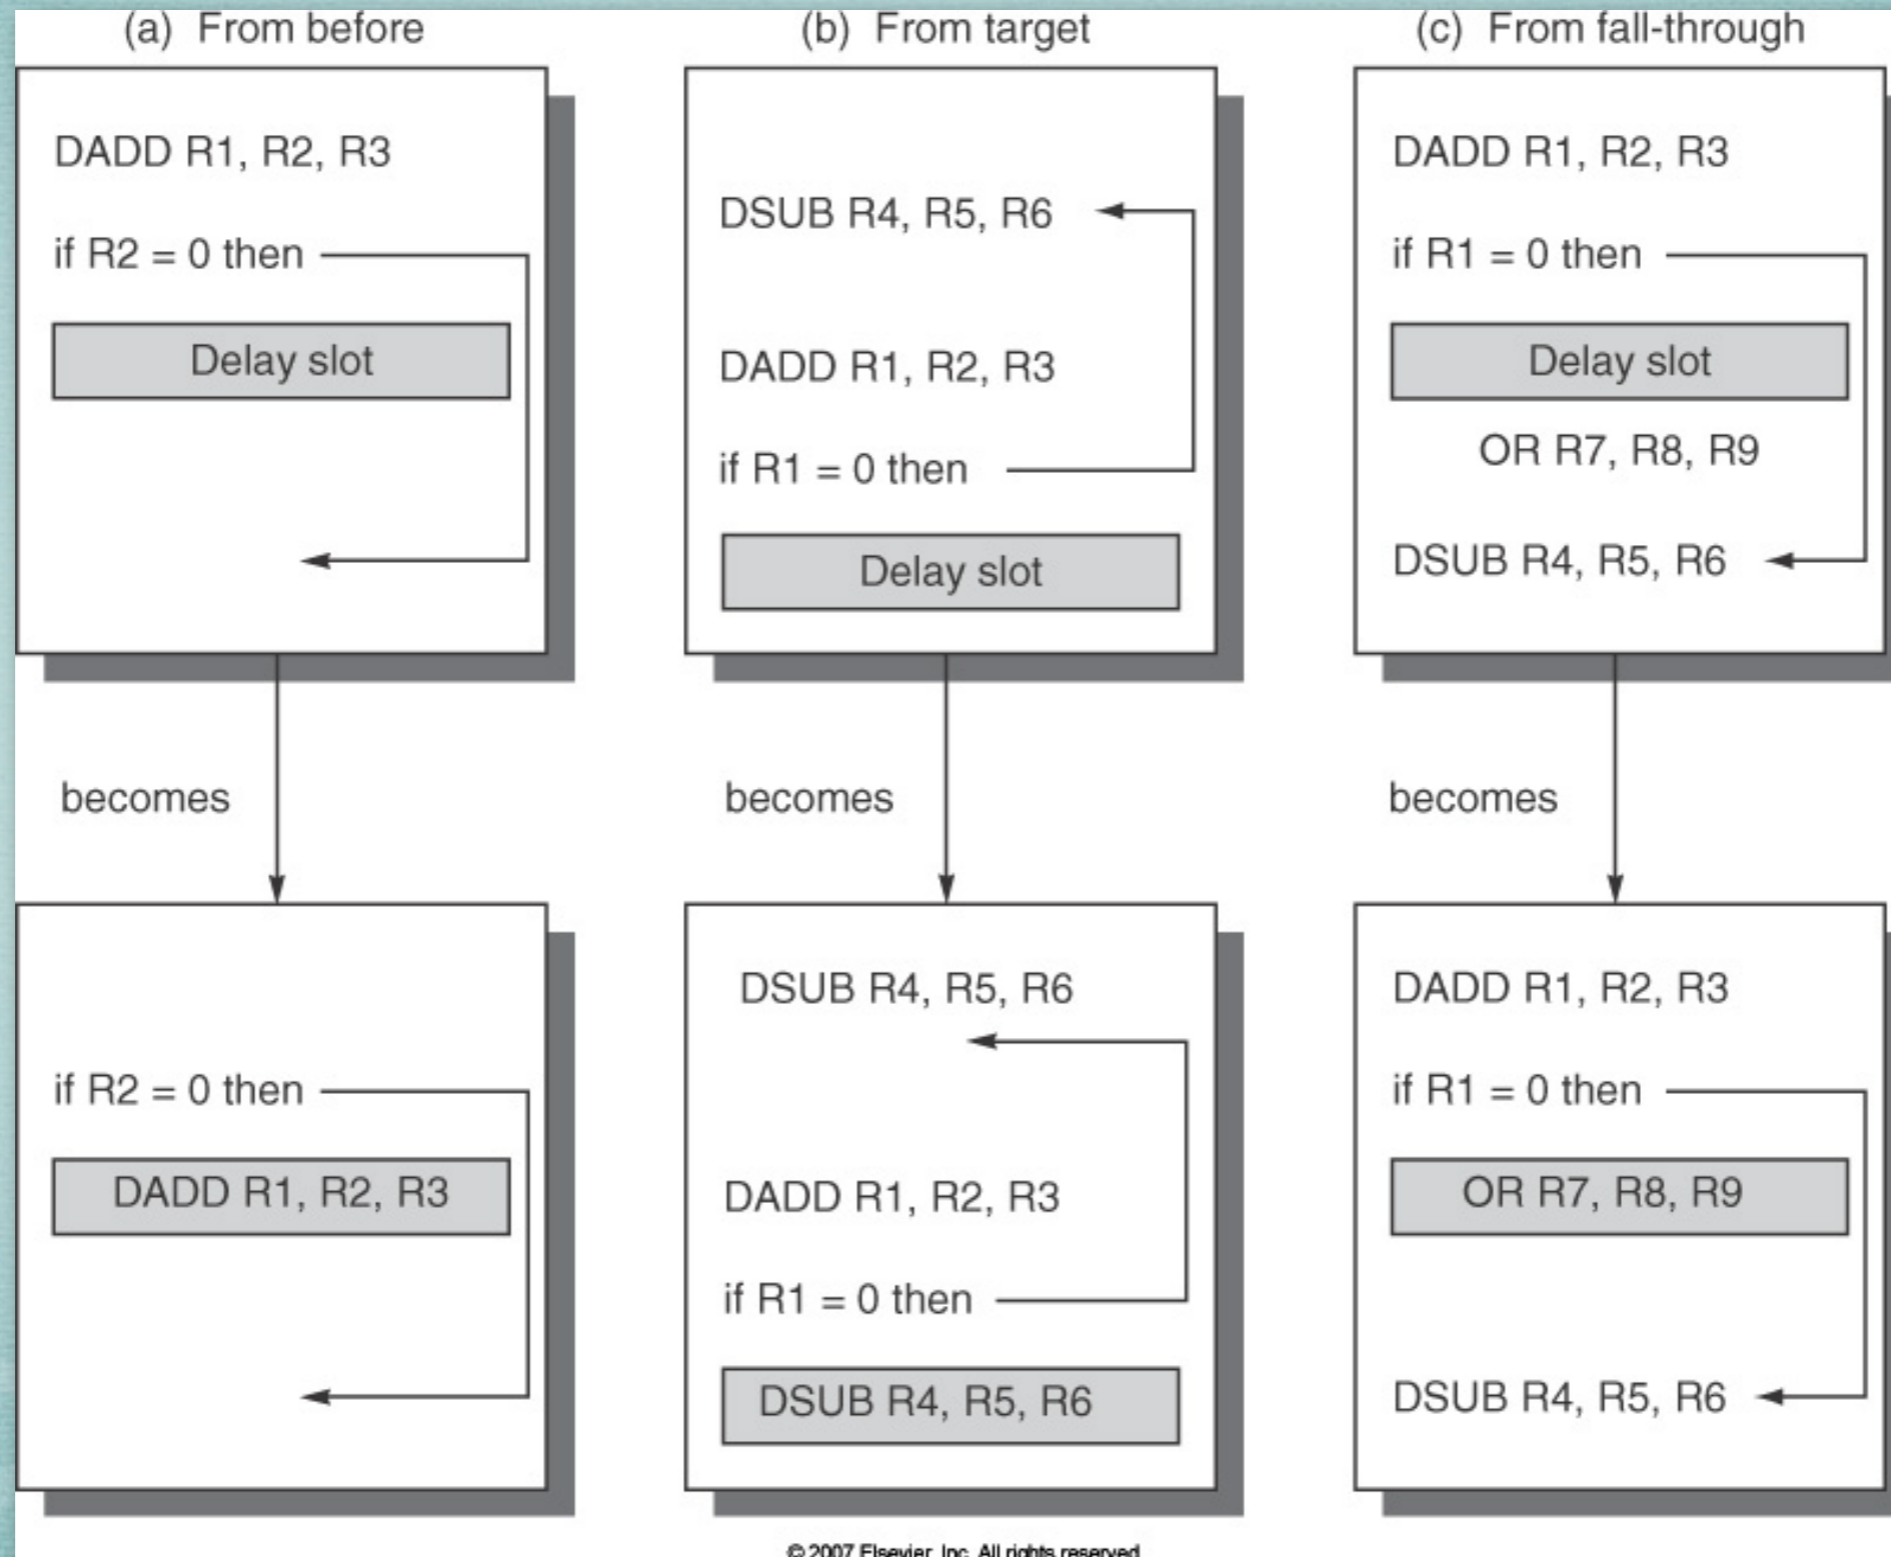 (a) From before
DADD R1, R2, R3
if R2 = 0 then
Delay slot
becomes
if R2 = 0 then
DADD R1, R2, R3
(b) From target
DSUB R4, R5, R6
DADD R1, R2, R3
if R1 = 0 then
Delay slot
becomes
DSUB R4, R5, R6
DADD R1, R2, R3
if R1 = 0 then
DSUB R4, R5, R6
(c) From fall-through
DADD R1, R2, R3
if R1 = 0 then
Delay slot
OR R7, R8, R9
DSUB R4, R5, R6
becomes
DADD R1, R2, R3
if R1 = 0 then
OR R7, R8, R9
DSUB R4, R5, R6
© 2007 Elsevier, Inc. All rights reserved